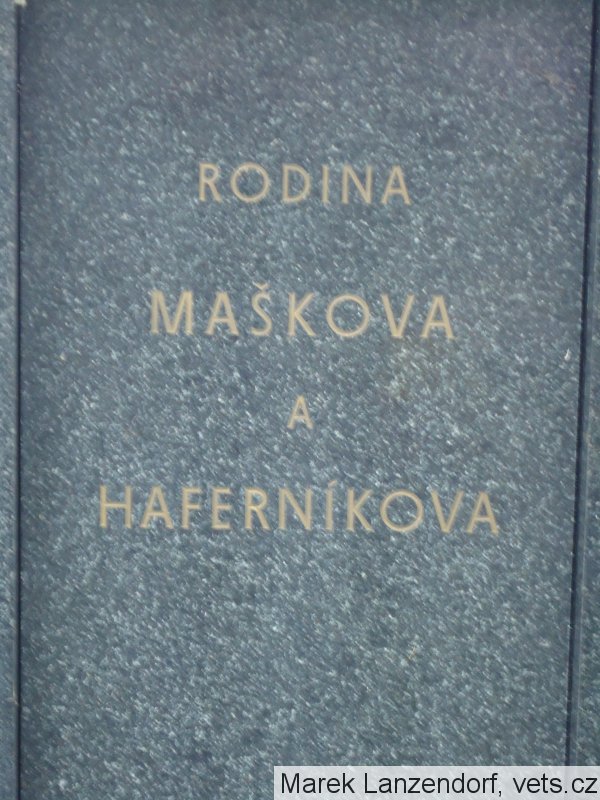 RODINA
MAŠKOVA
A
HAFERNÍKOVA
Marek Lanzendorf, vets.cz